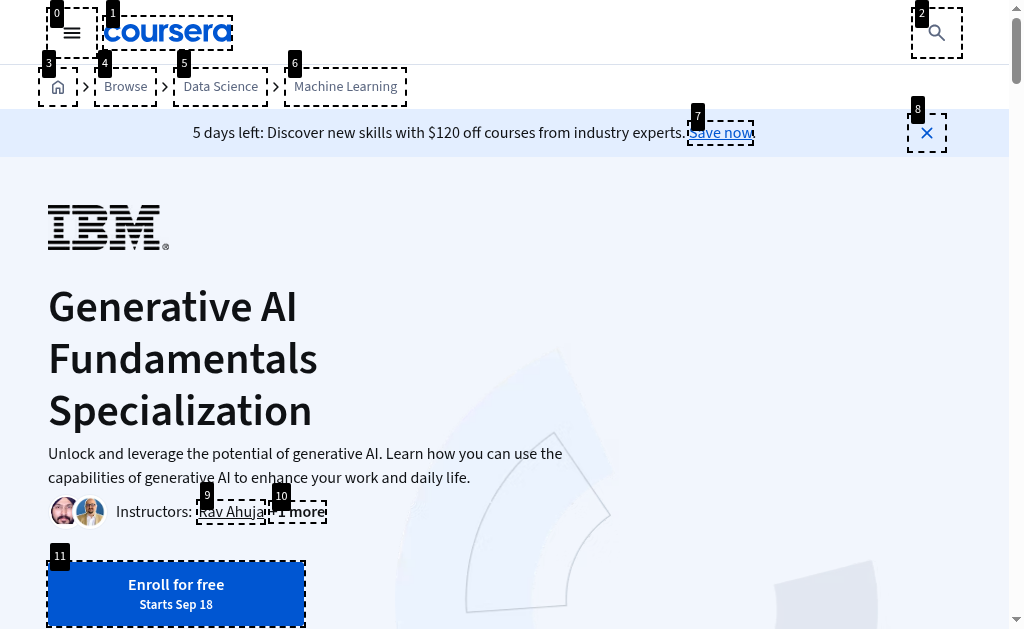 coursera
Browse
Data Science
Machine Learning
5 days left: Discover new skills with $120 off courses from industry experts. Save now
IBM®
Generative AI
Fundamentals
Specialization
Unlock and leverage the potential of generative AI. Learn how you can use the
capabilities of generative AI to enhance your work and daily life.
Instructors: Rav Ahuja +1 more
Enroll for free
Starts Sep 18
0
1
2
3
4
5
6
7
8
9
10
11